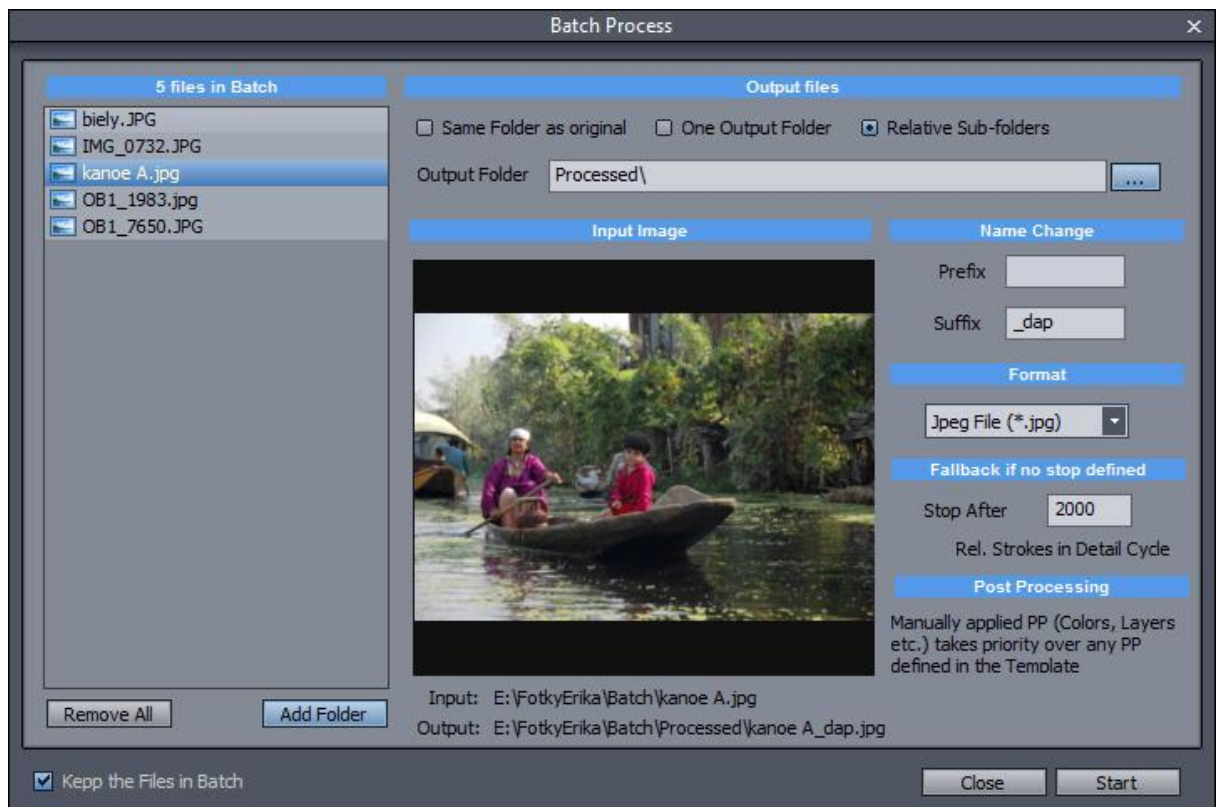 Batch Process
5 files in Batch
biely.JPG
IMG_0732.JPG
kanoe A.jpg
OB1_1983.jpg
OB1_7650.JPG
Remove All
Add Folder
Output files
Same Folder as original
One Output Folder
Relative Sub-folders
Output Folder
Processed\
...
Input Image
Input: E:\FotkyErika\Batch\kanoe A.jpg
Output: E:\FotkyErika\Batch\Processed\kanoe A_dap.jpg
Name Change
Prefix
Suffix
_dap
Format
Jpeg File (*.jpg)
Fallback if no stop defined
Stop After
2000
Rel. Strokes in Detail Cycle
Post Processing
Manually applied PP (Colors, Layers
etc.) takes priority over any PP
defined in the Template
Kepp the Files in Batch
Close
Start